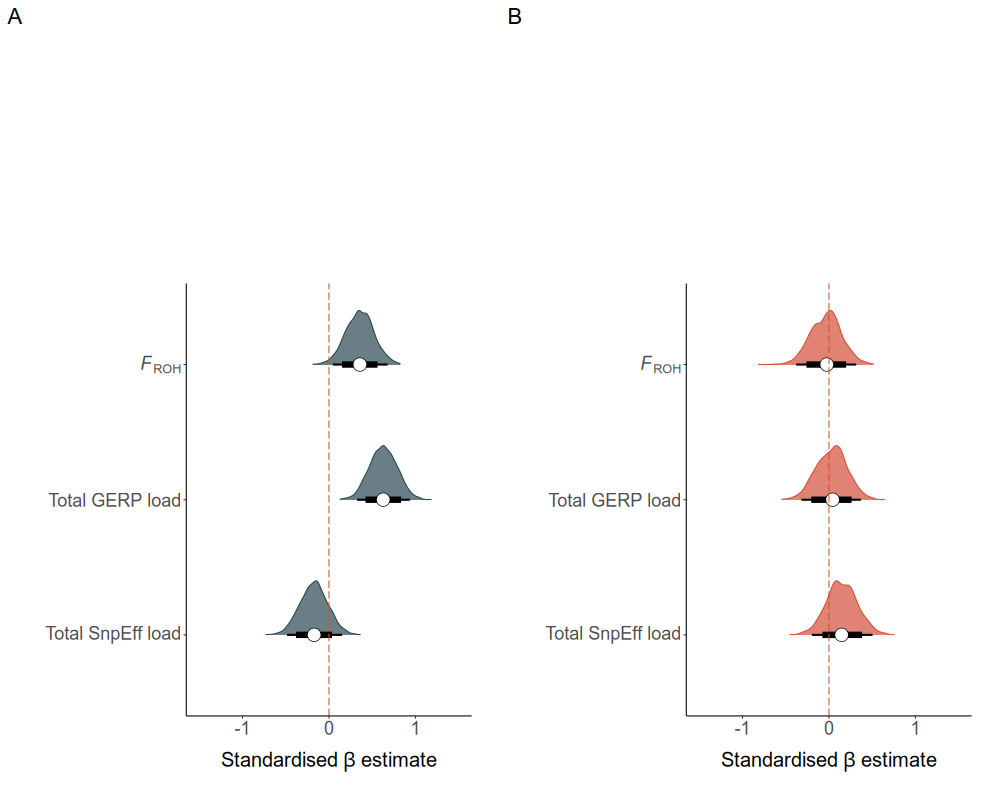 A
B
FROH
Total GERP load
Total SnpEff load
-1 0 1
Standardised β estimate
FROH
Total GERP load
Total SnpEff load
-1 0 1
Standardised β estimate